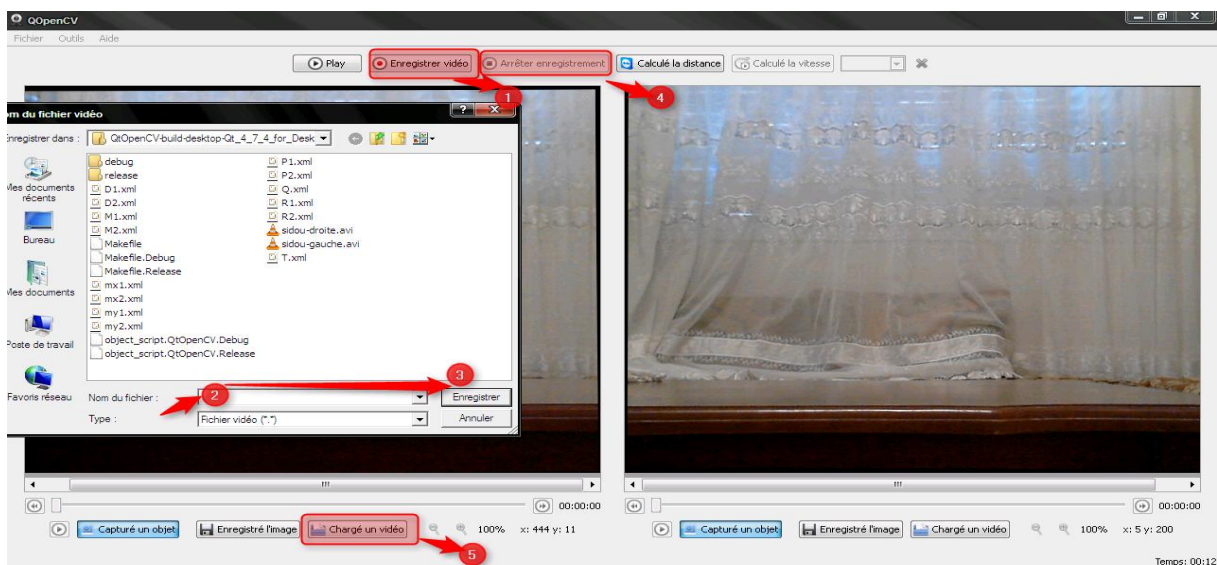 QOpenCV
Fichier Outils Aide
Play Enregistrer vidéo Arrêter enregistrement Calculé la distance Calculé la vitesse
1 4
om du fichier vidéo
Enregistrer dans : QtOpenCV-build-desktop-Qt_4_7_4_for_Desk
Mes documents récents
Bureau
Mes documents
Poste de travail
Favoris réseau
debug
release
D1.xml
D2.xml
M1.xml
M2.xml
Makefile
Makefile.Debug
Makefile.Release
mx1.xml
mx2.xml
my1.xml
my2.xml
object_script.QtOpenCV.Debug
object_script.QtOpenCV.Release
P1.xml
P2.xml
Q.xml
R1.xml
R2.xml
sidou-droite.avi
sidou-gauche.avi
T.xml
3
Nom du fichier : 2 Enregistrer
Type : Fichier vidéo (*.*) Annuler
00:00:00 00:00:00
Capturé un objet Enregistré l'image Chargé un vidéo 100% x: 444 y: 11
Capturé un objet Enregistré l'image Chargé un vidéo 100% x: 5 y: 200
5
Temps: 00:12